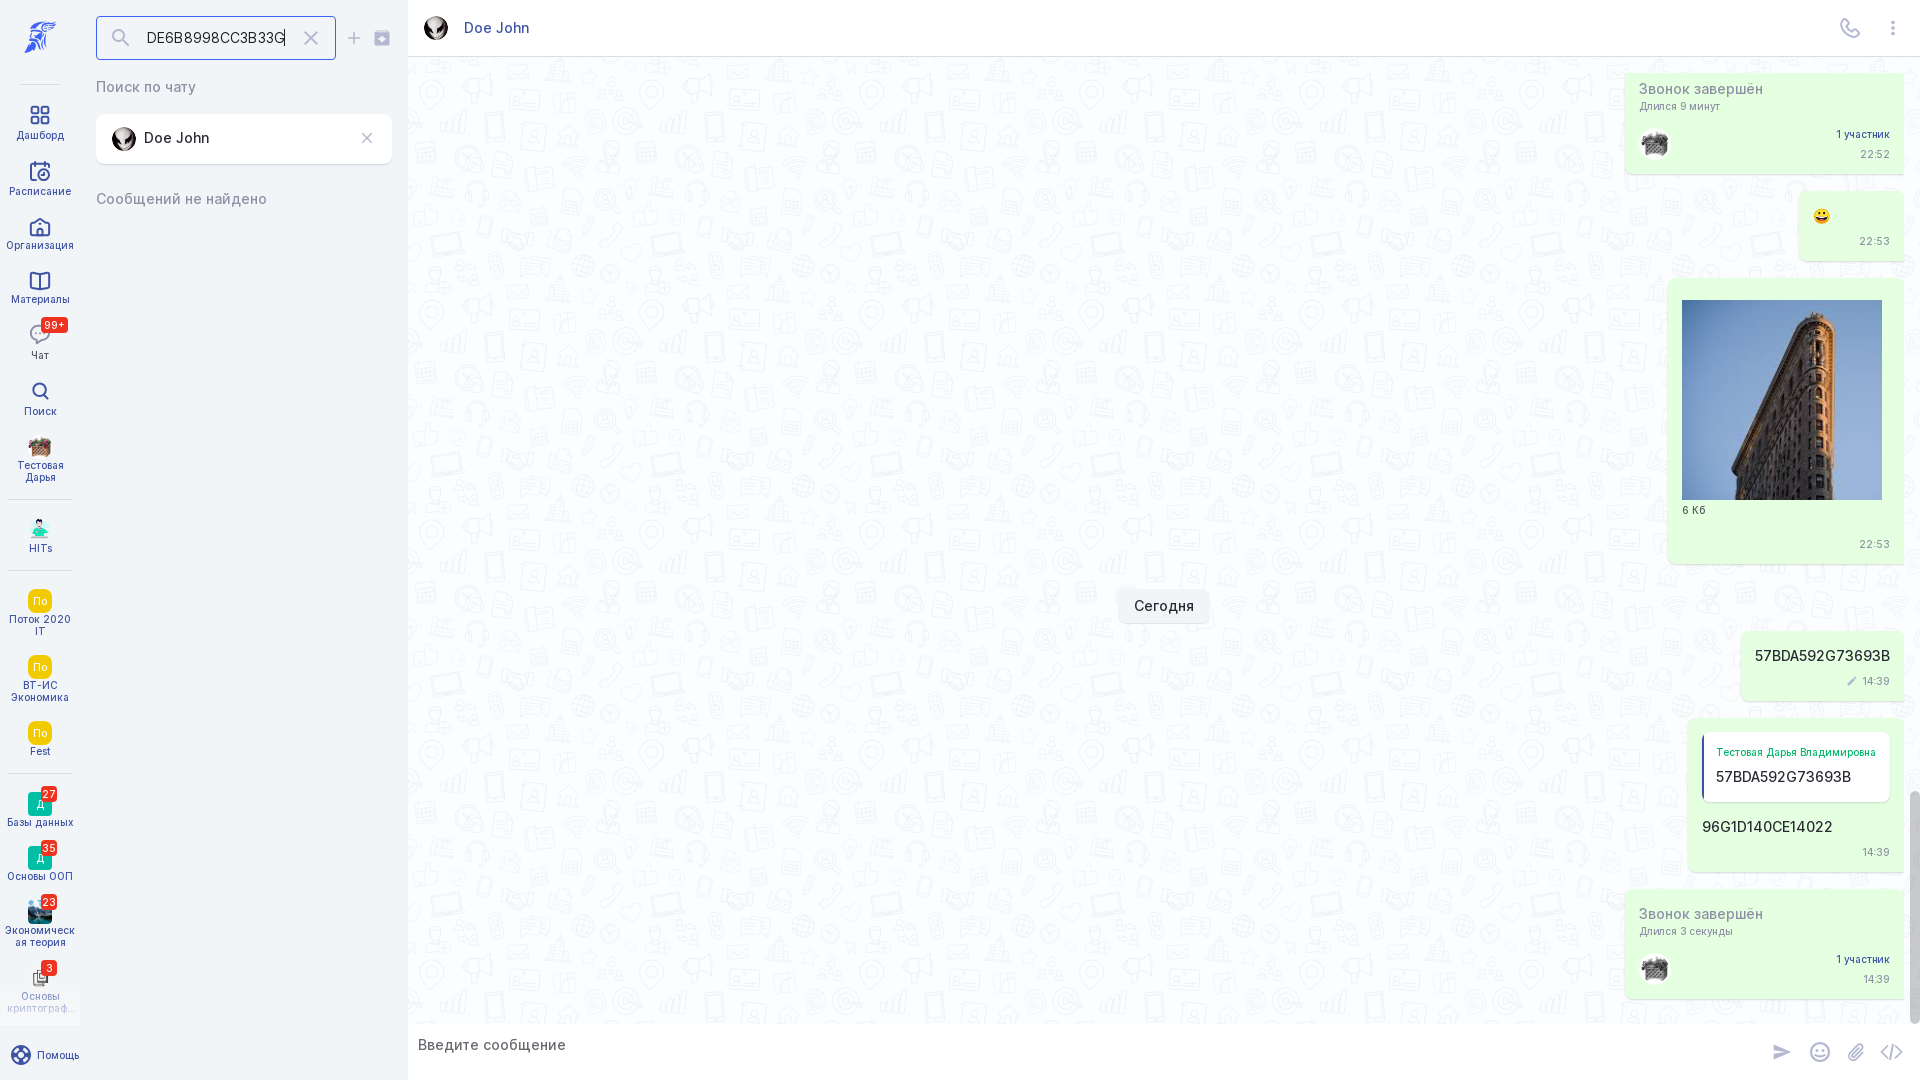 DE6B8998CC3B33G
Поиск по чату
Doe John
Сообщений не найдено
Дашборд
Расписание
Организация
Материалы
99+
Чат
Поиск
Тестовая
Дарья
HITs
По
Поток 2020
IT
По
ВТ-ИС
Экономика
По
Fest
27
Д
Базы данных
35
Д
Основы ООП
23
Экономическ
ая теория
3
Основы
криптограф...
Помощь
Doe John
Звонок завершён
Длился 9 минут
1 участник
22:52
22:53
6 Кб
22:53
Сегодня
57BDA592G73693B
14:39
Тестовая Дарья Владимировна
57BDA592G73693B
96G1D140CE14022
14:39
Звонок завершён
Длился 3 секунды
1 участник
14:39
Введите сообщение